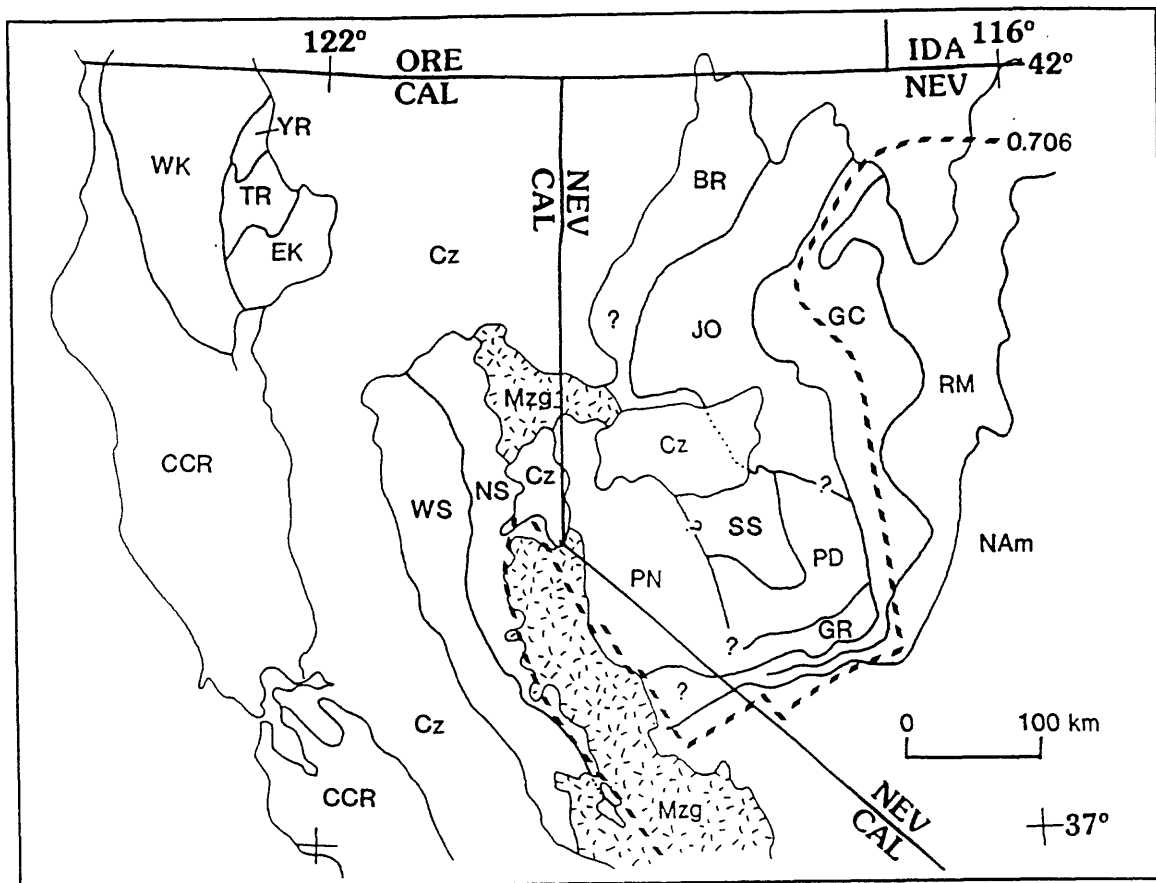 122°
116°
ORE
CAL
IDA
NEV
42°
YR
WK
BR
0.706
TR
NEV
CAL
EK
Cz
?
JO
GC
RM
Mzg
CCR
Cz
Cz
NS
WS
?
SS
?
PD
NAm
PN
GR
?
?
0
100 km
Cz
CCR
Mzg
NEV
CAL
37°